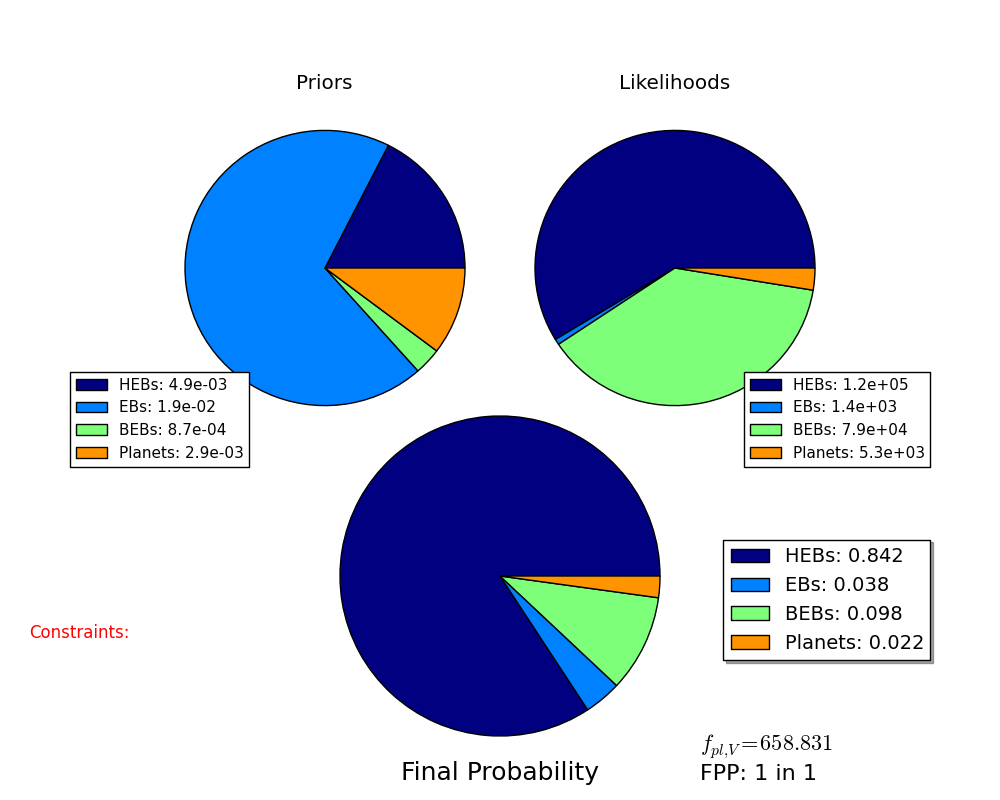 Priors
Likelihoods
HEBs: 4.9e-03
EBs: 1.9e-02
BEBs: 8.7e-04
Planets: 2.9e-03
HEBs: 1.2e+05
EBs: 1.4e+03
BEBs: 7.9e+04
Planets: 5.3e+03
HEBs: 0.842
EBs: 0.038
BEBs: 0.098
Planets: 0.022
Constraints:
f_{pl,V}=658.831
Final Probability
FPP: 1 in 1